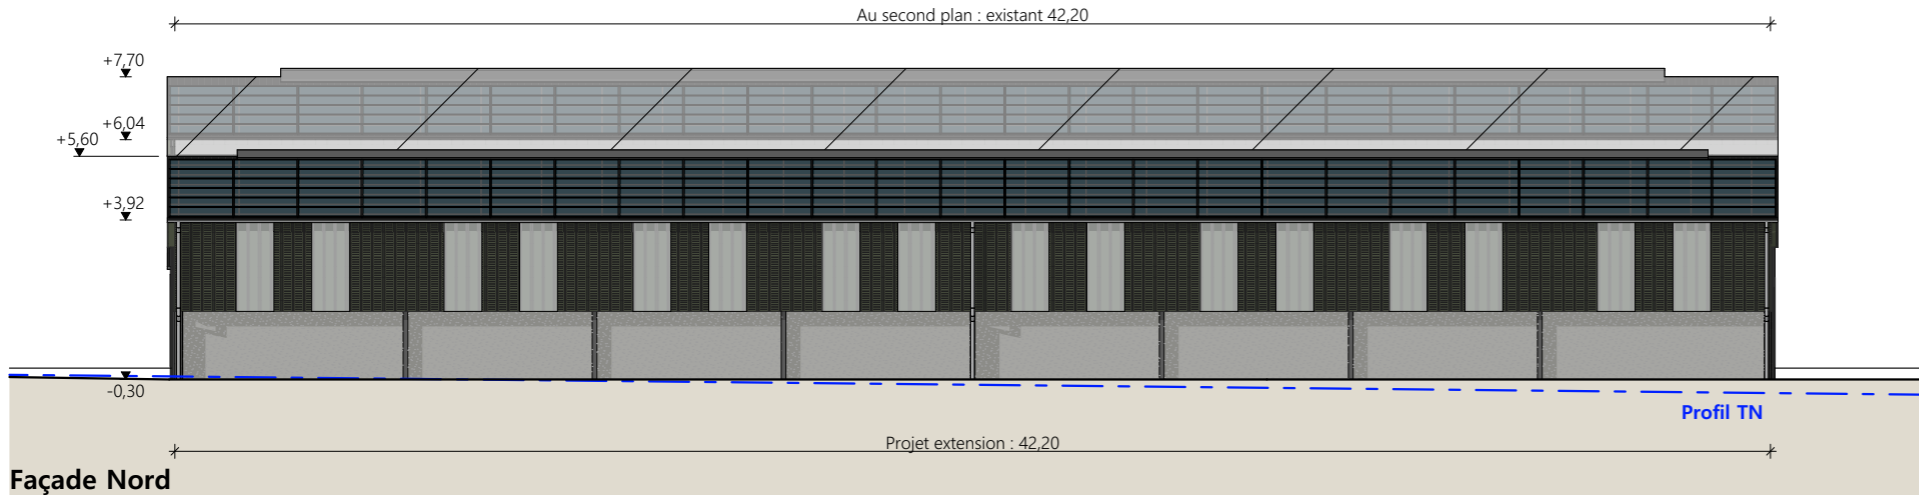 Au second plan : existant 42,20
+7,70
+6,04
+5,60
+3,92
-0,30
Profil TN
Projet extension : 42,20
Façade Nord